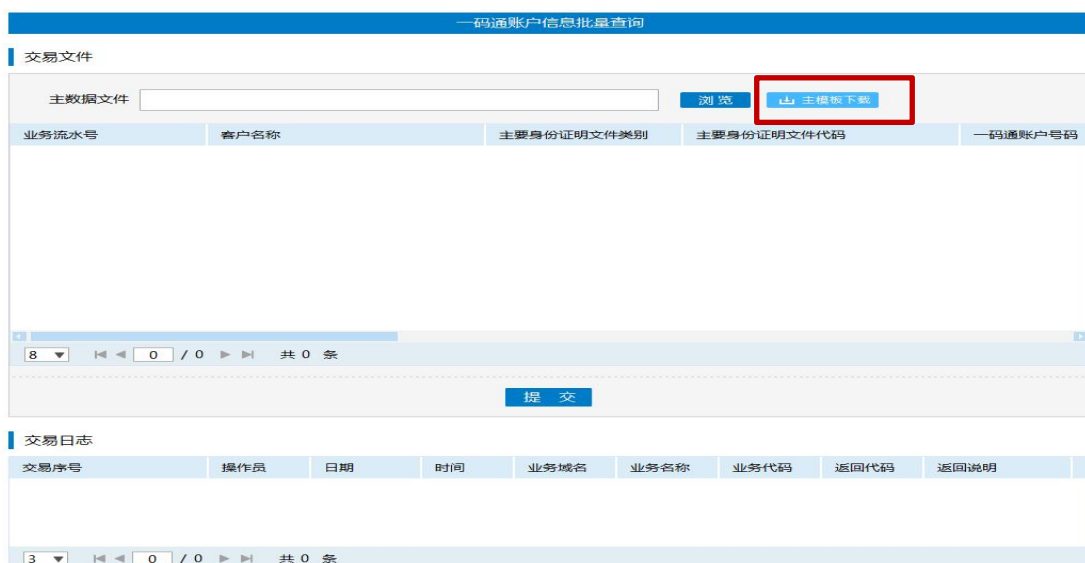 一码通账户信息批量查询
交易文件
主数据文件 浏览 主模板下载
业务流水号 客户名称 主要身份证明文件类别 主要身份证明文件代码 一码通账户号码
8 0 / 0 共 0 条
提 交
交易日志
交易序号 操作员 日期 时间 业务域名 业务名称 业务代码 返回代码 返回说明
3 0 / 0 共 0 条